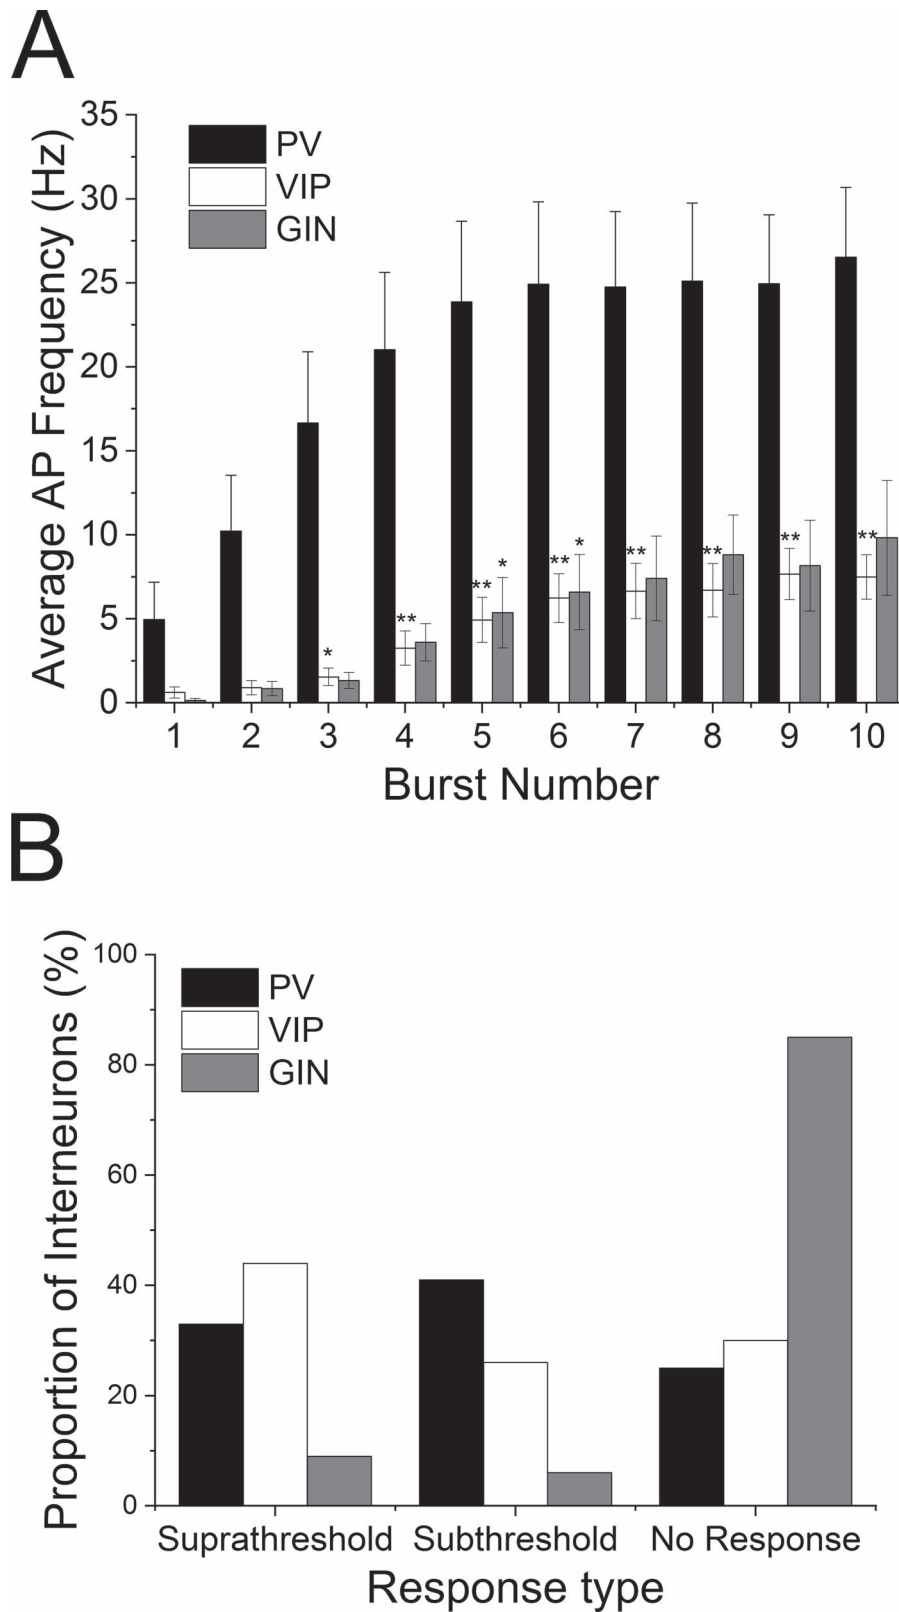 A
Average AP Frequency (Hz)
35
30
25
20
15
10
5
0
PV
VIP
GIN
*
**
**
*
**
*
**
**
**
**
1 2 3 4 5 6 7 8 9 10
Burst Number
B
Proportion of Interneurons (%)
100
80
60
40
20
0
PV
VIP
GIN
Suprathreshold Subthreshold No Response
Response type